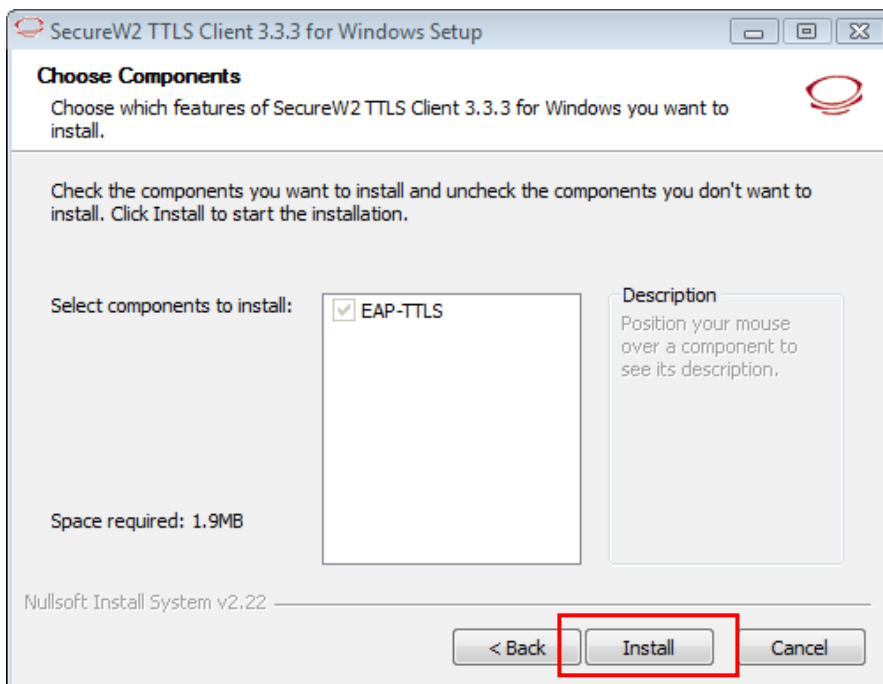 SecureW2 TTLS Client 3.3.3 for Windows Setup
Choose Components
Choose which features of SecureW2 TTLS Client 3.3.3 for Windows you want to
install.
Check the components you want to install and uncheck the components you don't want to
install. Click Install to start the installation.
Select components to install:
EAP-TTLS
Description
Position your mouse
over a component to
see its description.
Space required: 1.9MB
Nullsoft Install System v2.22
< Back
Install
Cancel